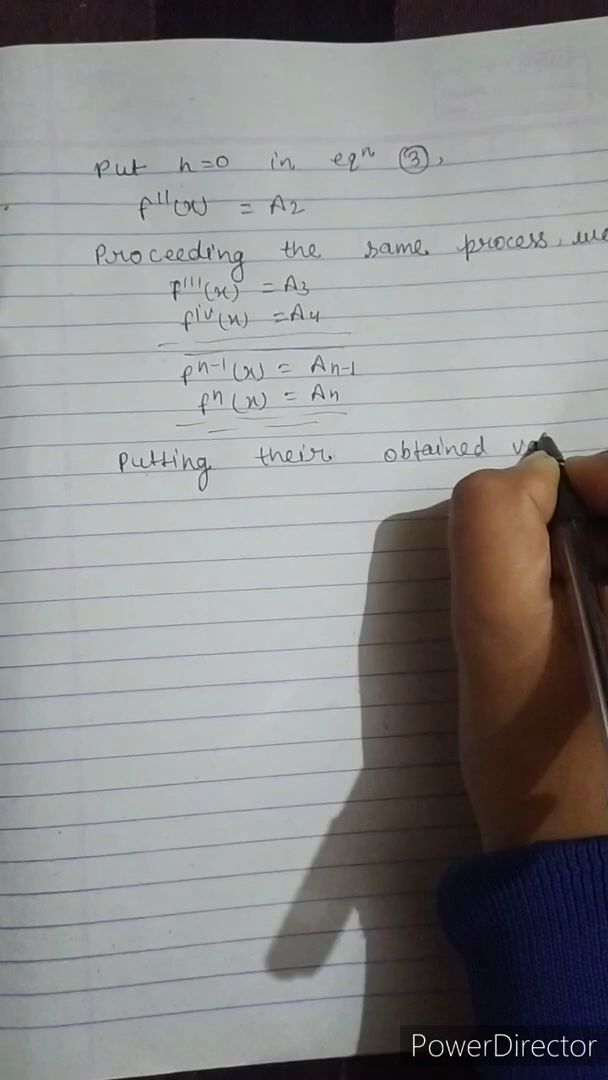 Put h=0 in eqⁿ ③,
f''(x) = A2
Proceeding the same process, we
f'''(x) = A3
fⁱᵛ(x) = A4
fⁿ⁻¹(x) = An-1
fⁿ(x) = An
Putting their obtained va
PowerDirector